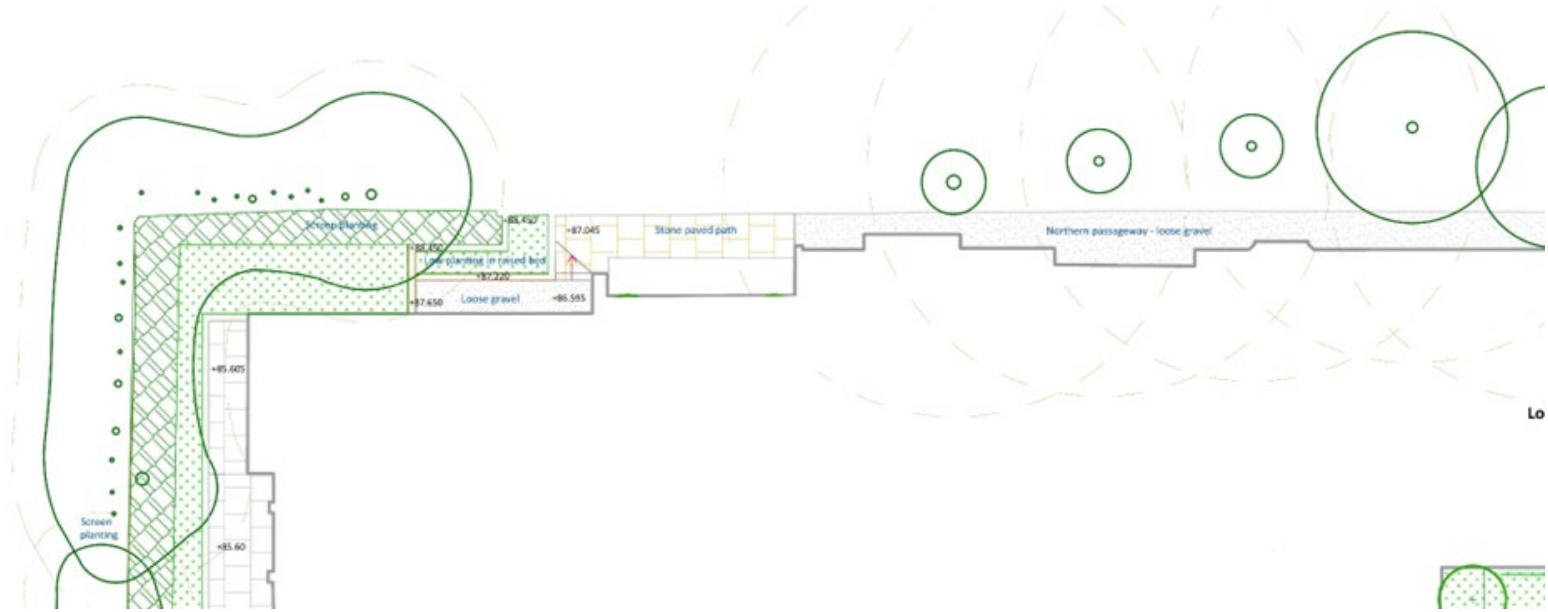 Screen planting
+88.450
+87.045
Stone paved path
Northern passageway - loose gravel
+88.450
Low planting in raised bed
+87.220
+87.650
Loose gravel
+86.595
+85.605
Lo
Screen
planting
+85.60